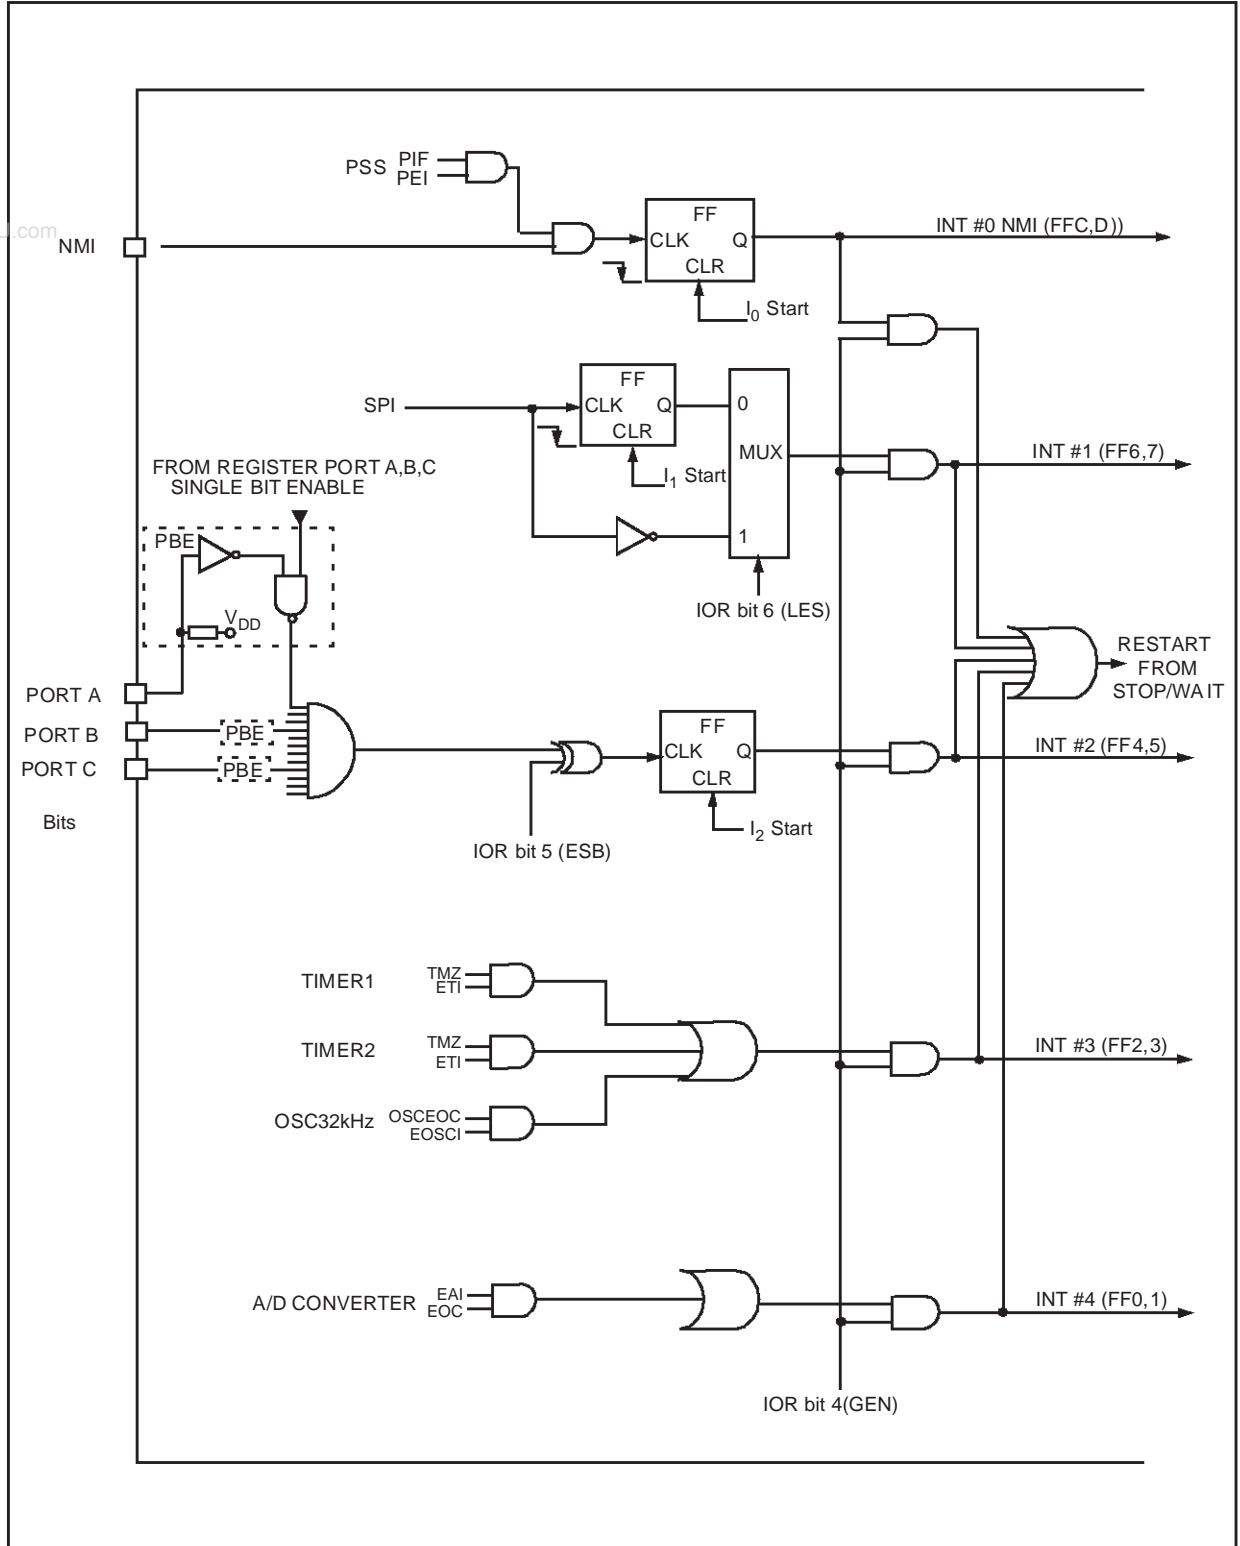 PSS PIF
PEI
FF
CLK Q
CLR
I0 Start
INT #0 NMI (FFC,D))
.com
NMI
SPI
FF
CLK Q
CLR
I1 Start
0
MUX
1
IOR bit 6 (LES)
INT #1 (FF6,7)
FROM REGISTER PORT A,B,C
SINGLE BIT ENABLE
PBE
VDD
RESTART
FROM
STOP/WAIT
PORT A
PORT B PBE
PORT C PBE
Bits
FF
CLK Q
CLR
I2 Start
IOR bit 5 (ESB)
INT #2 (FF4,5)
TIMER1 TMZ
ETI
TIMER2 TMZ
ETI
OSC32kHz OSCEOC
EOSCI
INT #3 (FF2,3)
A/D CONVERTER EAI
EOC
INT #4 (FF0,1)
IOR bit 4(GEN)